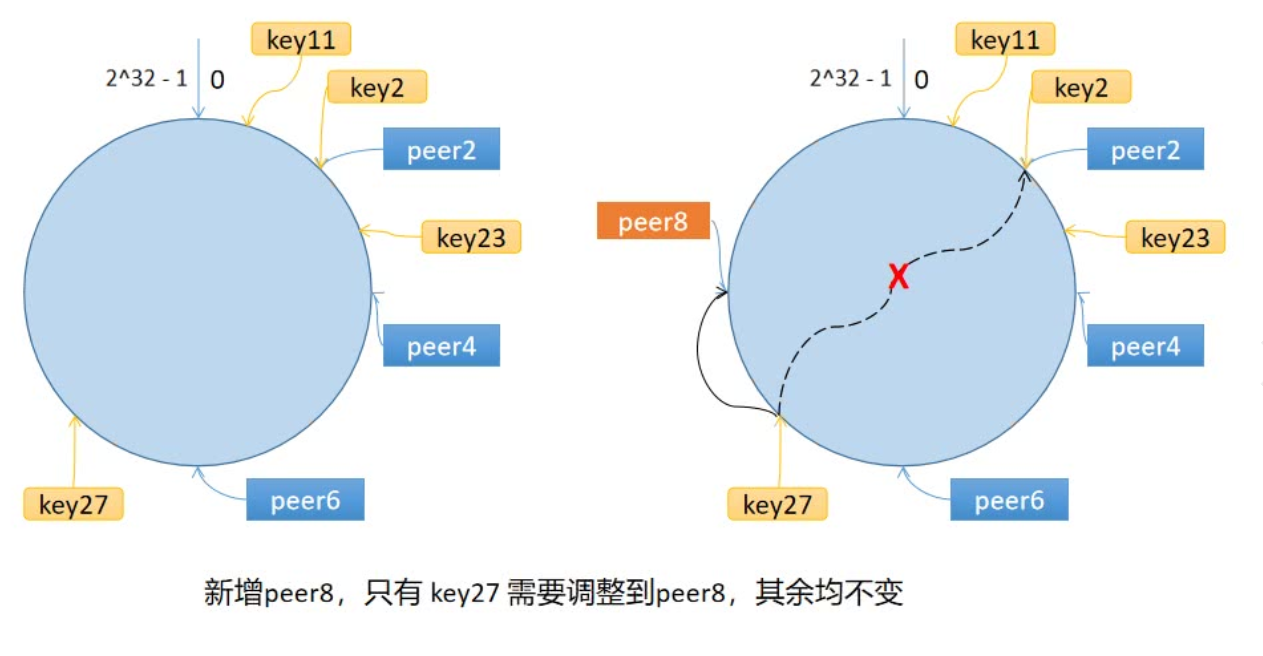 key11
2^32 - 1 0
key2
peer2
key23
peer4
key27
peer6
key11
2^32 - 1 0
key2
peer2
peer8
key23
X
peer4
key27
peer6
新增peer8，只有 key27 需要调整到peer8，其余均不变